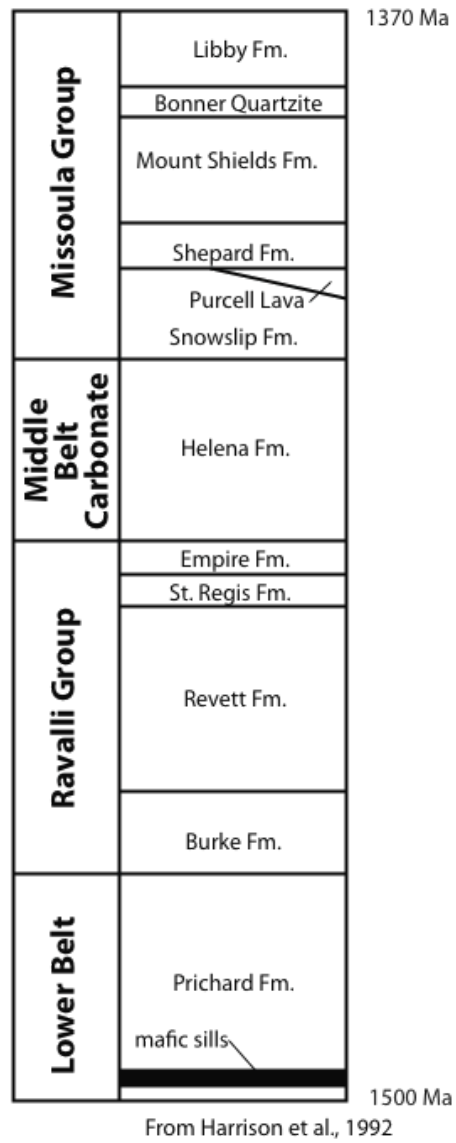 1370 Ma
Missoula Group
Libby Fm.
Bonner Quartzite
Mount Shields Fm.
Shepard Fm.
Purcell Lava
Snowslip Fm.
Middle
Belt
Carbonate
Helena Fm.
Ravalli Group
Empire Fm.
St. Regis Fm.
Revett Fm.
Burke Fm.
Lower Belt
Prichard Fm.
mafic sills
1500 Ma
From Harrison et al., 1992